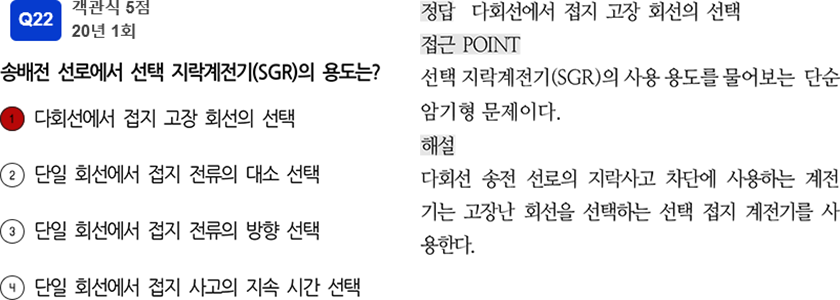 Q22
객관식 5점
20년 1회
송배전 선로에서 선택 지락계전기(SGR)의 용도는?
1 다회선에서 접지 고장 회선의 선택
2 단일 회선에서 접지 전류의 대소 선택
3 단일 회선에서 접지 전류의 방향 선택
4 단일 회선에서 접지 사고의 지속 시간 선택
정답 다회선에서 접지 고장 회선의 선택
접근 POINT
선택 지락계전기(SGR)의 사용 용도를 물어보는 단순
암기형 문제이다.
해설
다회선 송전 선로의 지락사고 차단에 사용하는 계전
기는 고장난 회선을 선택하는 선택 접지 계전기를 사
용한다.